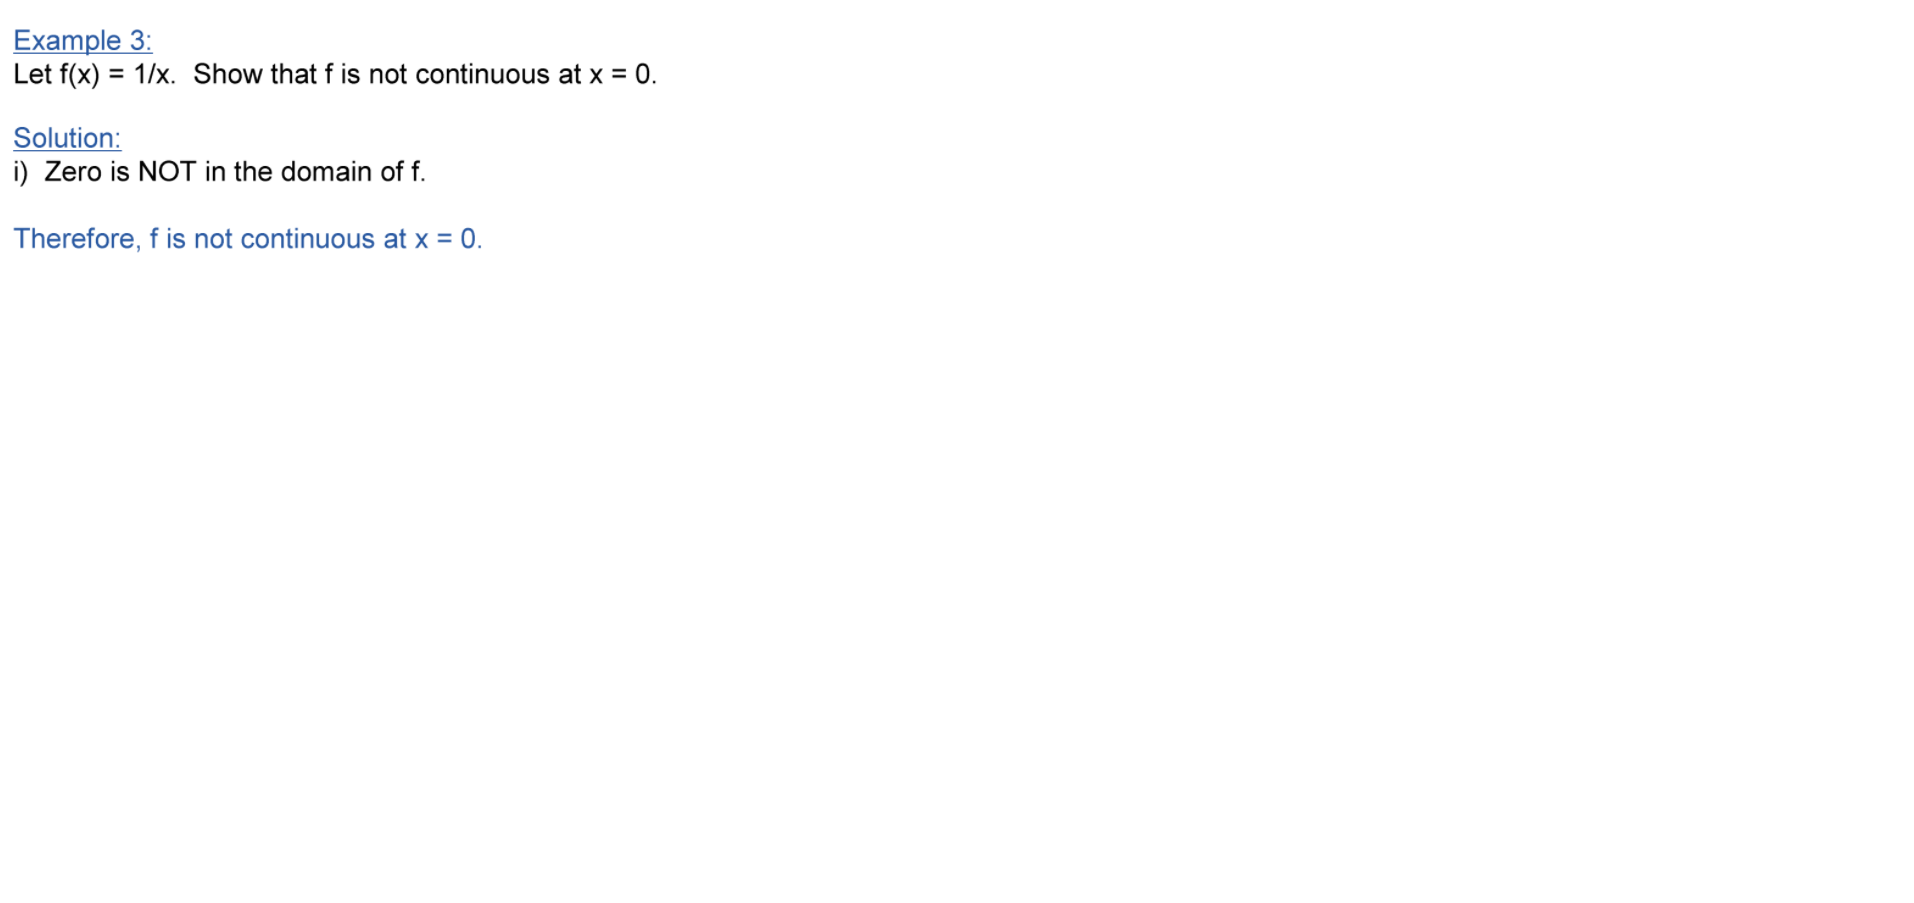 Example 3:
Let f(x) = 1/x.  Show that f is not continuous at x = 0.
Solution:
i)  Zero is NOT in the domain of f.
Therefore, f is not continuous at x = 0.